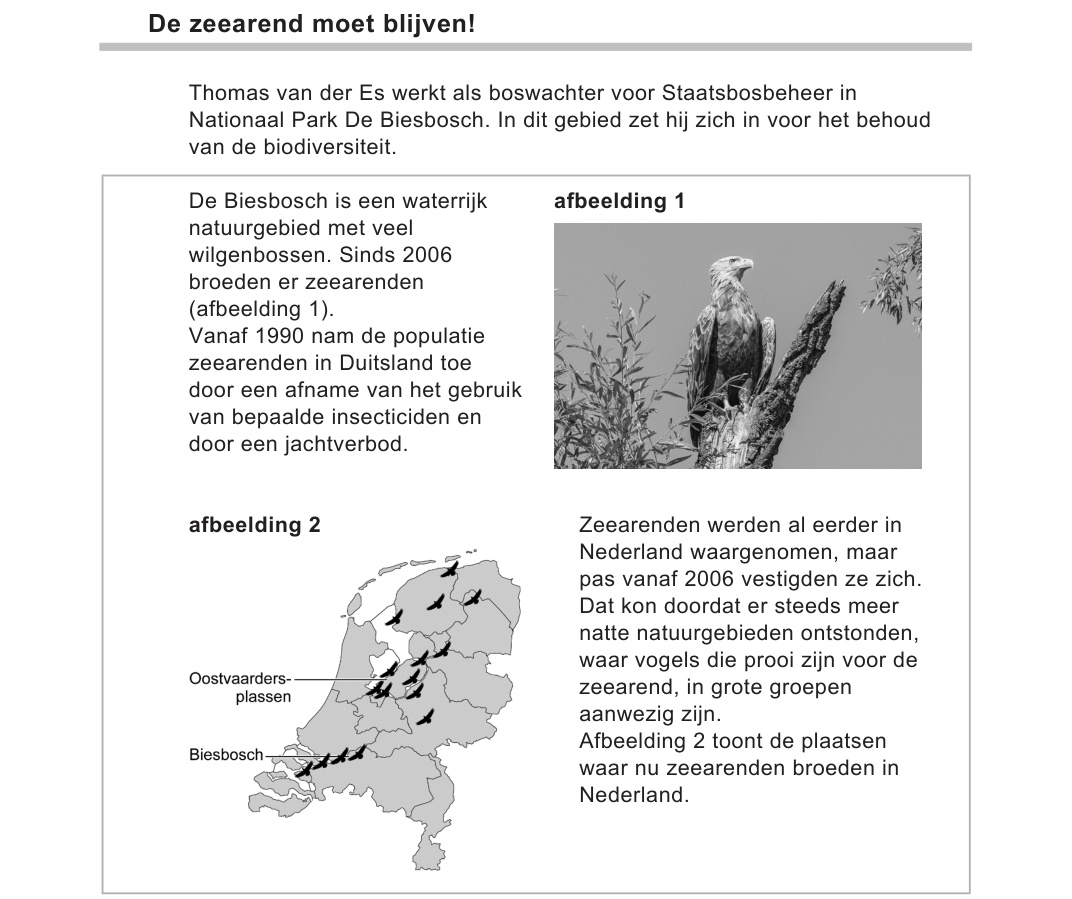 De zeearend moet blijven!
Thomas van der Es werkt als boswachter voor Staatsbosbeheer in
Nationaal Park De Biesbosch. In dit gebied zet hij zich in voor het behoud
van de biodiversiteit.
De Biesbosch is een waterrijk
natuurgebied met veel
wilgenbossen. Sinds 2006
broeden er zeearenden
(afbeelding 1).
Vanaf 1990 nam de populatie
zeearenden in Duitsland toe
door een afname van het gebruik
van bepaalde insecticiden en
door een jachtverbod.
afbeelding 1
afbeelding 2
Oostvaarders-
plassen
Biesbosch
Zeearenden werden al eerder in
Nederland waargenomen, maar
pas vanaf 2006 vestigden ze zich.
Dat kon doordat er steeds meer
natte natuurgebieden ontstonden,
waar vogels die prooi zijn voor de
zeearend, in grote groepen
aanwezig zijn.
Afbeelding 2 toont de plaatsen
waar nu zeearenden broeden in
Nederland.